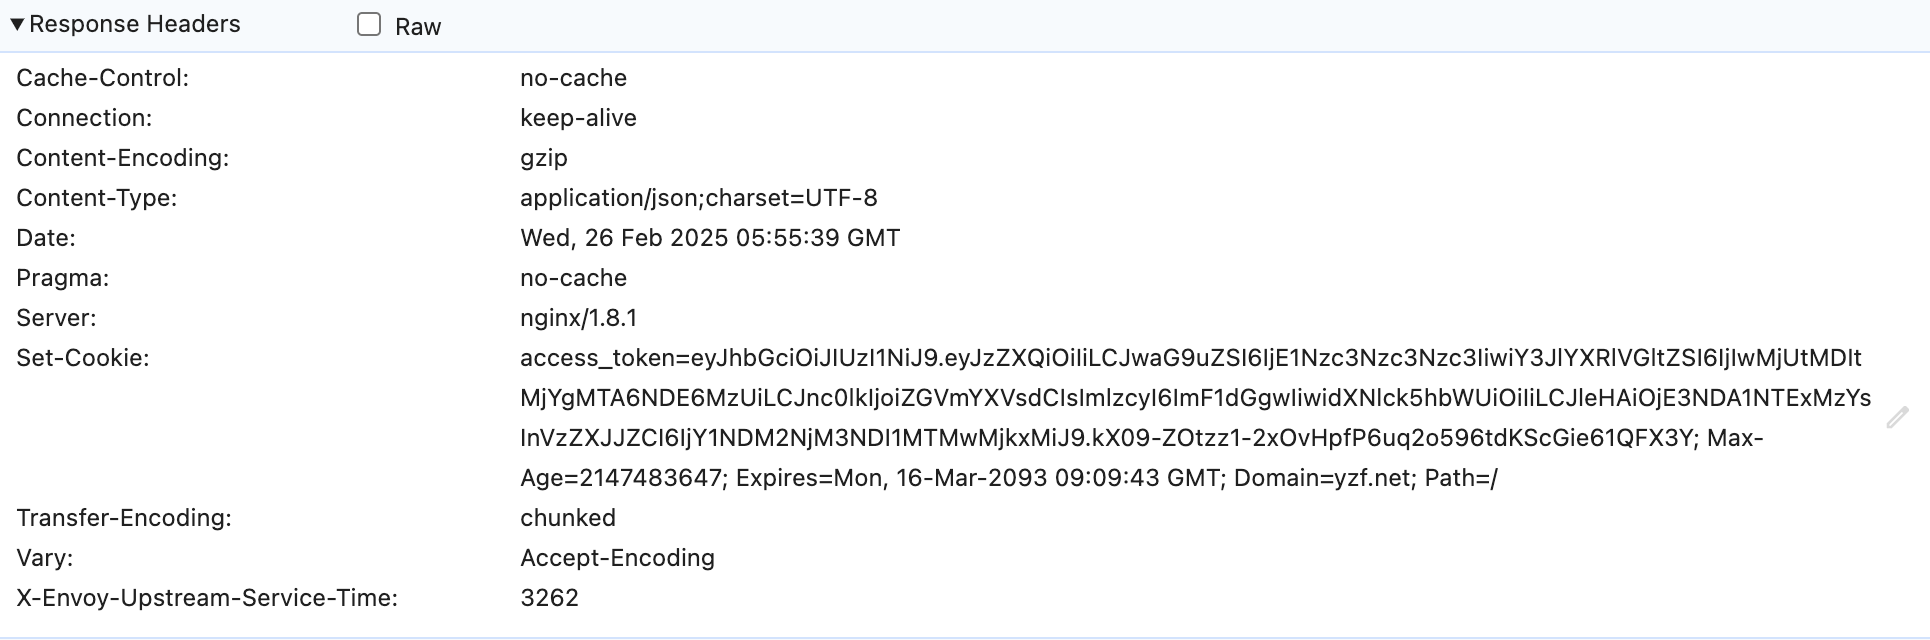 ▼Response Headers Raw
Cache-Control: no-cache
Connection: keep-alive
Content-Encoding: gzip
Content-Type: application/json;charset=UTF-8
Date: Wed, 26 Feb 2025 05:55:39 GMT
Pragma: no-cache
Server: nginx/1.8.1
Set-Cookie: access_token=eyJhbGciOiJIUzI1NiJ9.eyJzZXQiOiIiLCJwaG9uZSI6IjE1Nzc3Nzc3Nzc3IiwiY3JlYXRlVGltZSI6IjIwMjUtMDIt
MjYgMTA6NDE6MzUiLCJnc0lkIjoiZGVmYXVsdCIsImlzcyI6ImF1dGgwIiwidXNlck5hbWUiOiIiLCJleHAiOjE3NDA1NTExMzYs
InVzZXJJZCI6IjY1NDM2NjM3NDI1MTMwMjkxMiJ9.kX09-ZOtzz1-2xOvHpfP6uq2o596tdKScGie61QFX3Y; Max-
Age=2147483647; Expires=Mon, 16-Mar-2093 09:09:43 GMT; Domain=yzf.net; Path=/
Transfer-Encoding: chunked
Vary: Accept-Encoding
X-Envoy-Upstream-Service-Time: 3262